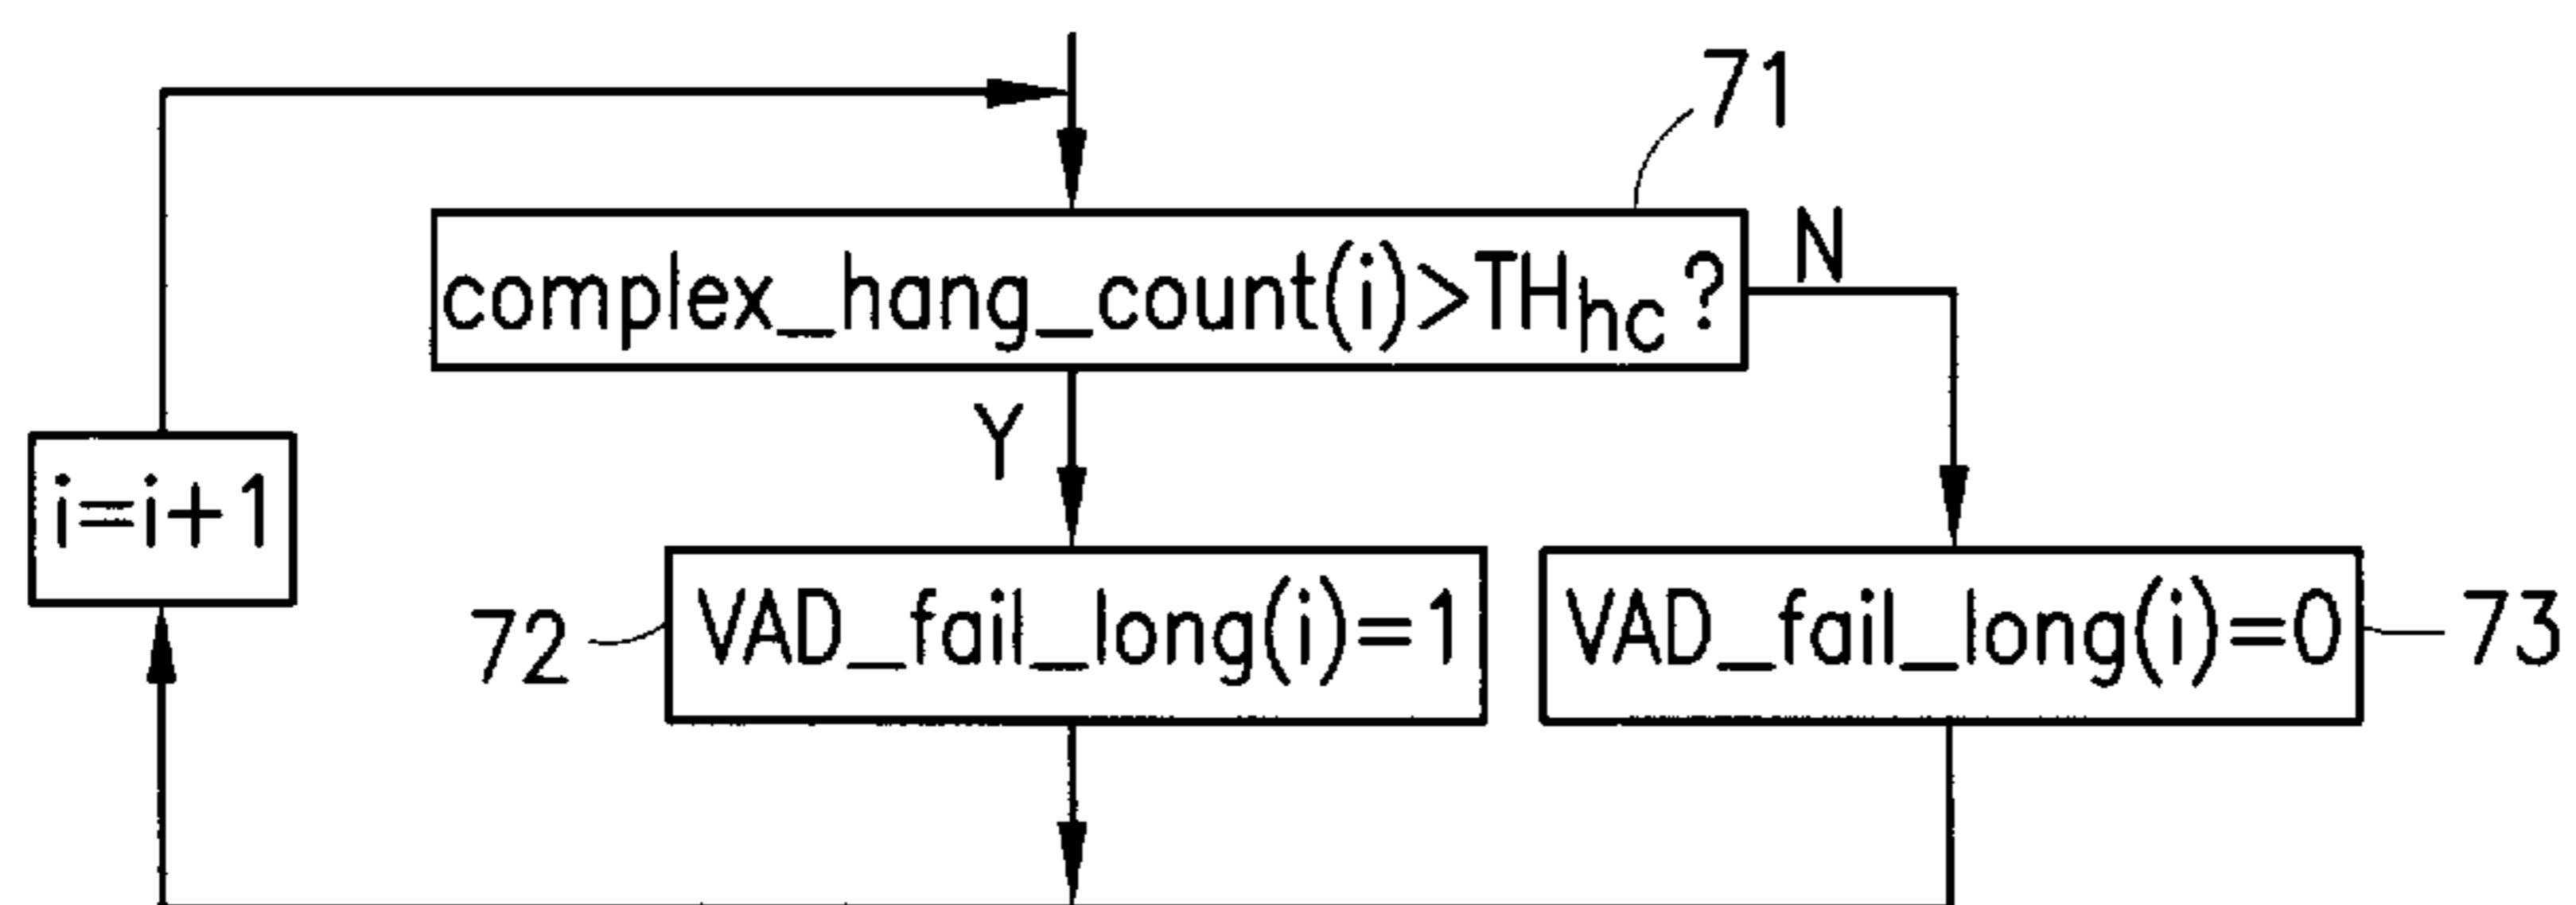 71
complex_hang_count(i)>THhc?
N
Y
i=i+1
72
VAD_fail_long(i)=1
VAD_fail_long(i)=0
73